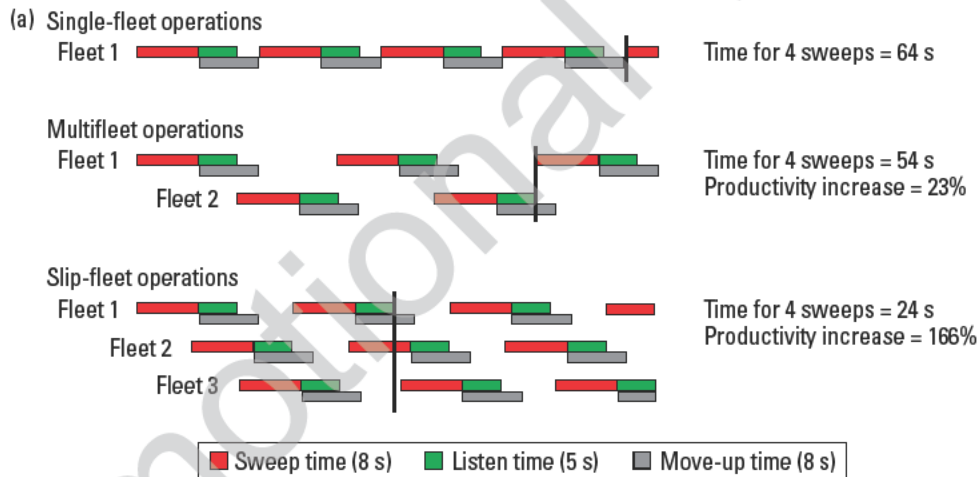 (a) Single-fleet operations
Fleet 1
Time for 4 sweeps = 64 s
Multifleet operations
Fleet 1
Time for 4 sweeps = 54 s
Productivity increase = 23%
Fleet 2
Slip-fleet operations
Fleet 1
Time for 4 sweeps = 24 s
Productivity increase = 166%
Fleet 2
Fleet 3
Sweep time (8 s) Listen time (5 s) Move-up time (8 s)
motional